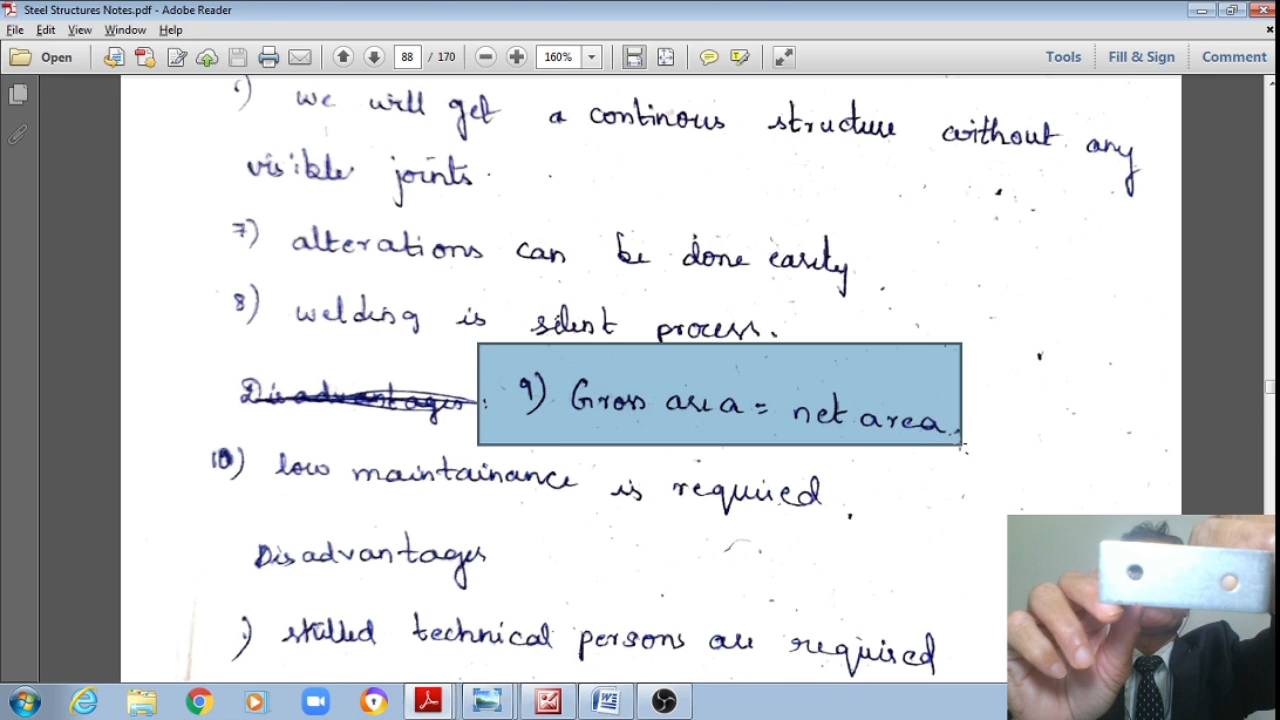 Steel Structures Notes.pdf - Adobe Reader
File Edit View Window Help
Open 88 / 170 160% Tools Fill & Sign Comment
we will get a continous structure without any
visible joints.
7) alterations can be done easily
8) welding is silent process.
Disadvantages: 9) Gross area = net area.
10) low maintainance is required
Disadvantages
1) skilled technical persons are required